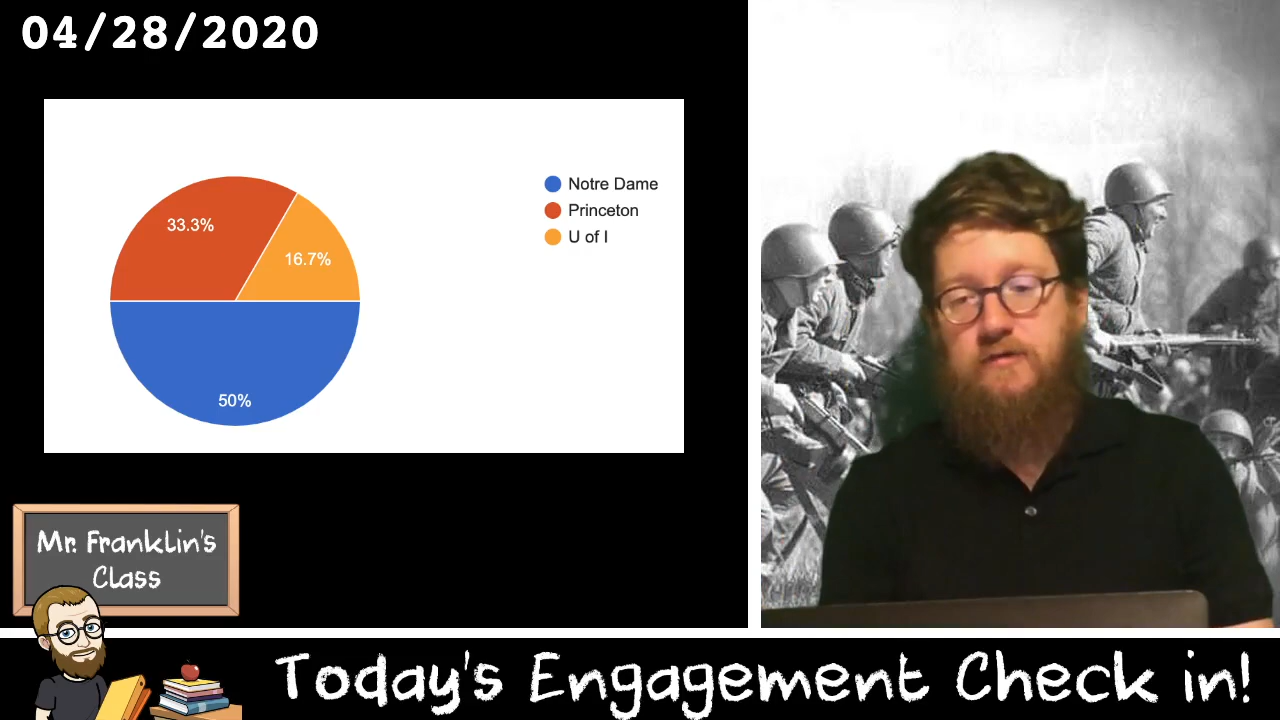 04/28/2020
33.3%
16.7%
50%
Notre Dame
Princeton
U of I
Mr. Franklin's
Class
Today's Engagement Check in!